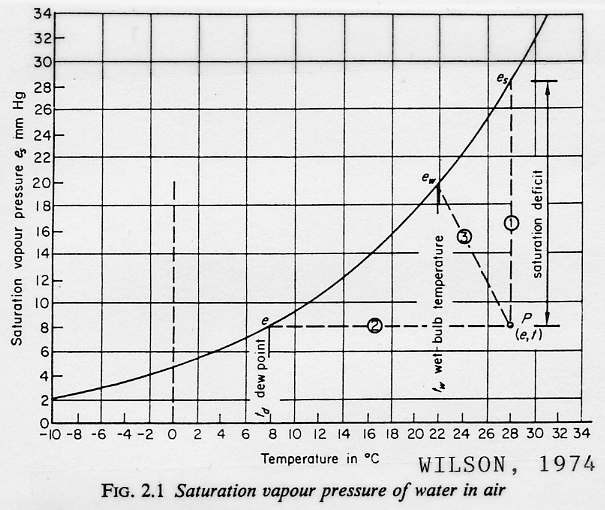 34
30
28
26
22
20
18
16
14
12
10
8
6
4
2
0
Saturation vapour pressure es mm Hg
es
ew
e
1
2
3
saturation deficit
P
(e,t)
tw wet-bulb temperature
td dew point
-10 -8 -6 -4 -2 0 2 4 6 8 10 12 14 16 18 20 22 24 26 28 30 32 34
Temperature in °C
WILSON, 1974
FIG. 2.1 Saturation vapour pressure of water in air